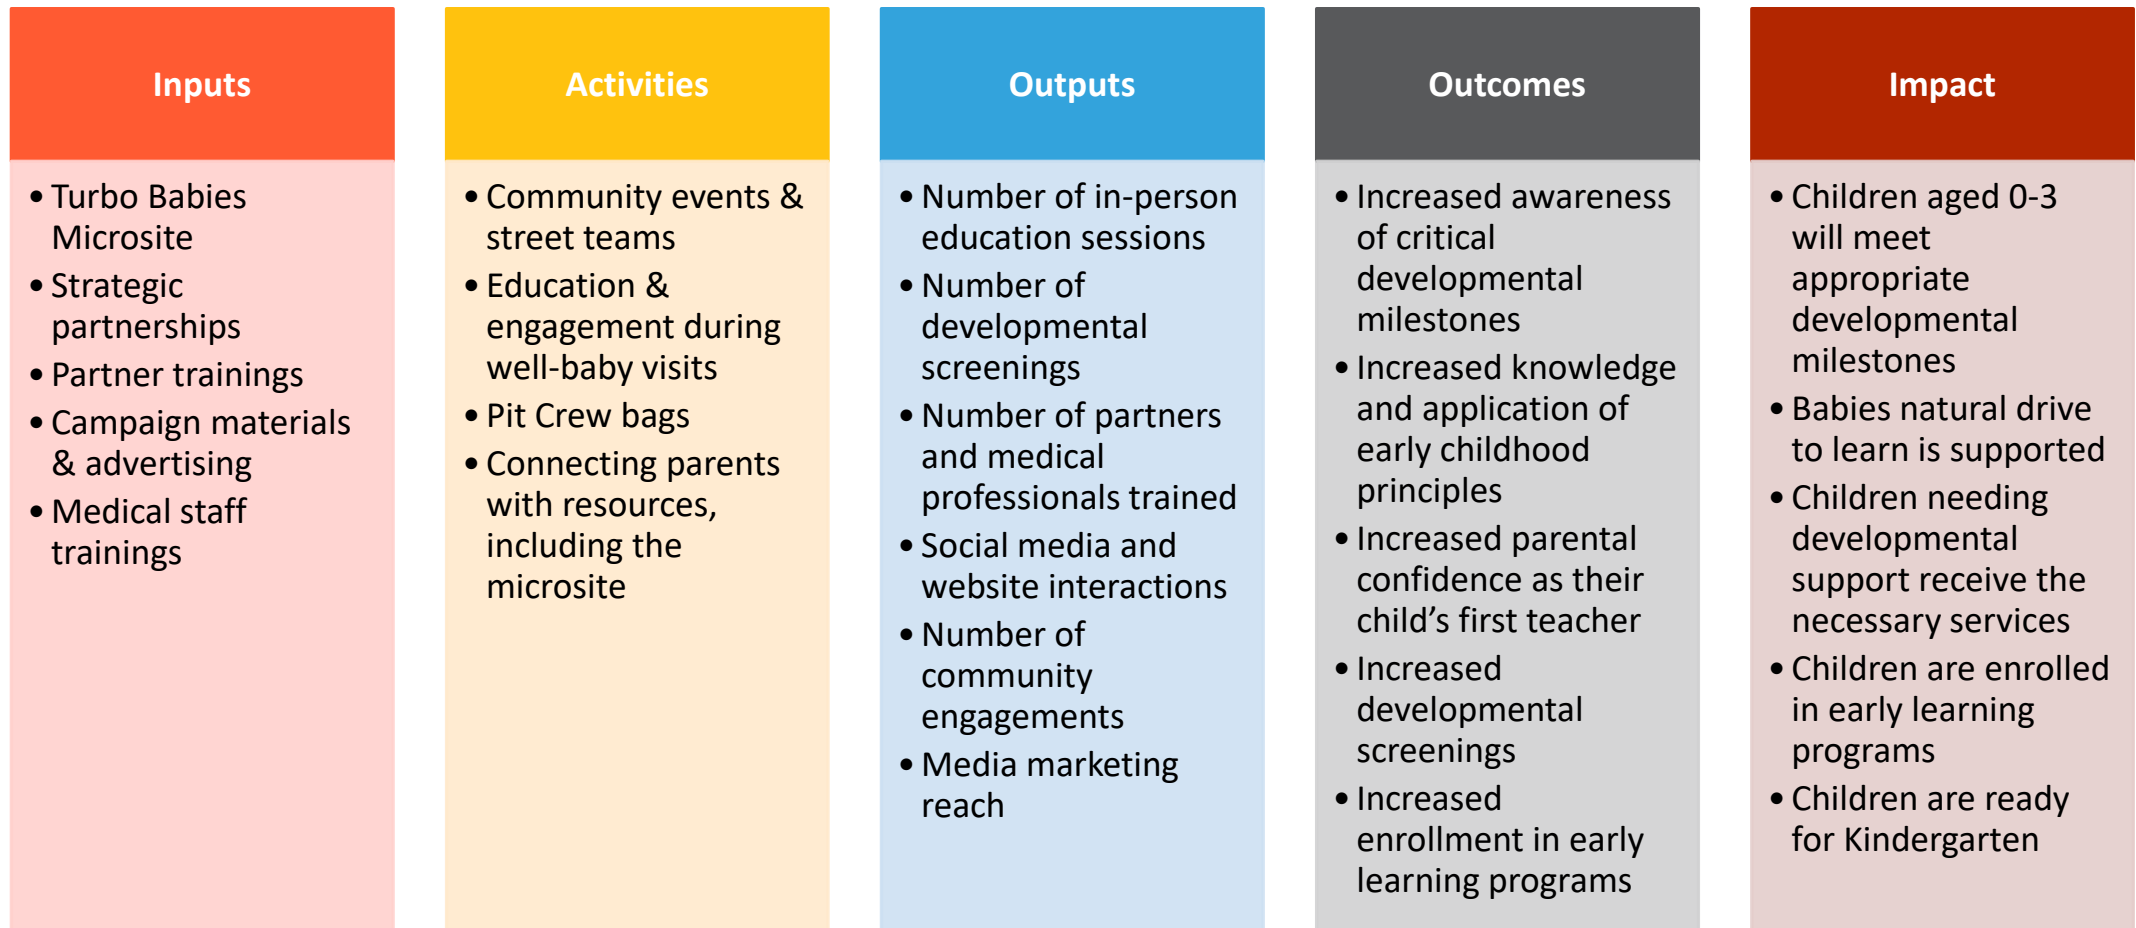 Inputs
• Turbo Babies
Microsite
• Strategic
partnerships
• Partner trainings
• Campaign materials
& advertising
• Medical staff
trainings
Activities
• Community events &
street teams
• Education &
engagement during
well-baby visits
• Pit Crew bags
• Connecting parents
with resources,
including the
microsite
Outputs
• Number of in-person
education sessions
• Number of
developmental
screenings
• Number of partners
and medical
professionals trained
• Social media and
website interactions
• Number of
community
engagements
• Media marketing
reach
Outcomes
• Increased awareness
of critical
developmental
milestones
• Increased knowledge
and application of
early childhood
principles
• Increased parental
confidence as their
child’s first teacher
• Increased
developmental
screenings
• Increased
enrollment in early
learning programs
Impact
• Children aged 0-3
will meet
appropriate
developmental
milestones
• Babies natural drive
to learn is supported
• Children needing
developmental
support receive the
necessary services
• Children are enrolled
in early learning
programs
• Children are ready
for Kindergarten